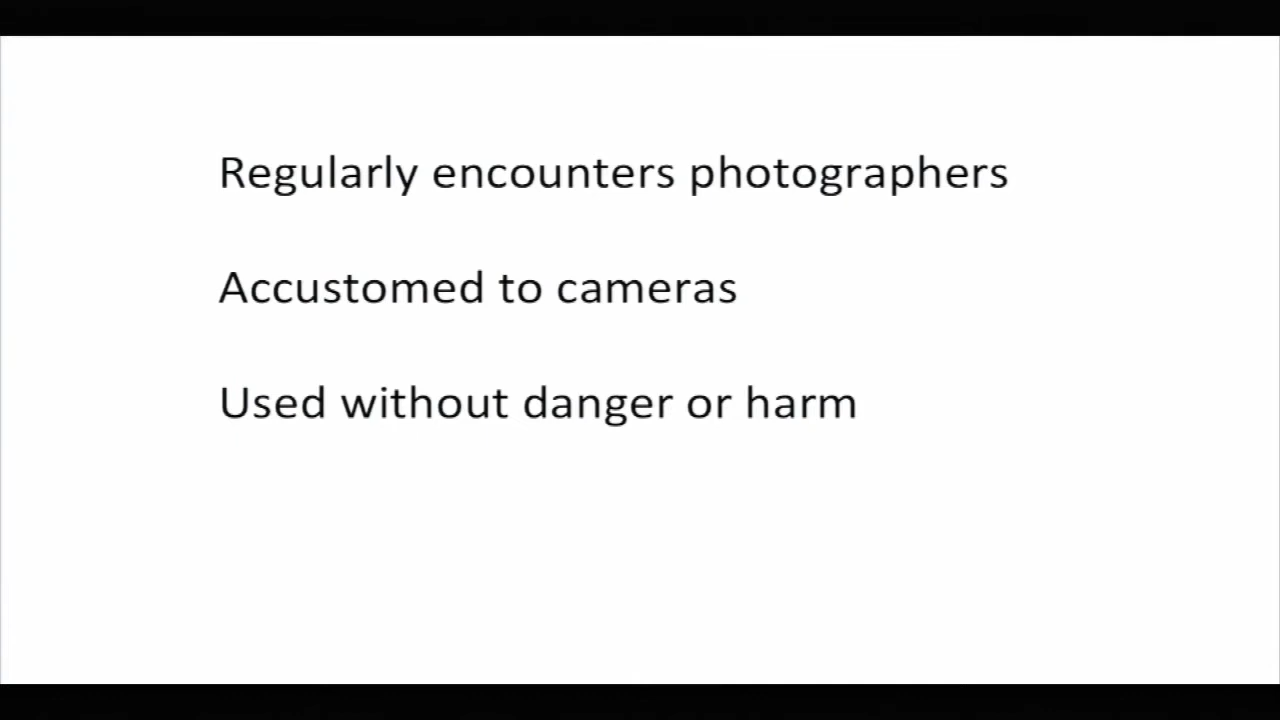 Regularly encounters photographers
Accustomed to cameras
Used without danger or harm